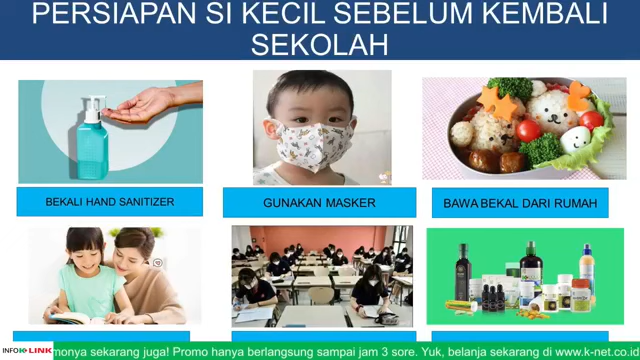 PERSIAPAN SI KECIL SEBELUM KEMBALI
SEKOLAH
BEKALI HAND SANITIZER
GUNAKAN MASKER
BAWA BEKAL DARI RUMAH
INFO K-LINK
monya sekarang juga! Promo hanya berlangsung sampai jam 3 sore. Yuk, belanja sekarang di www.k-net.co.id